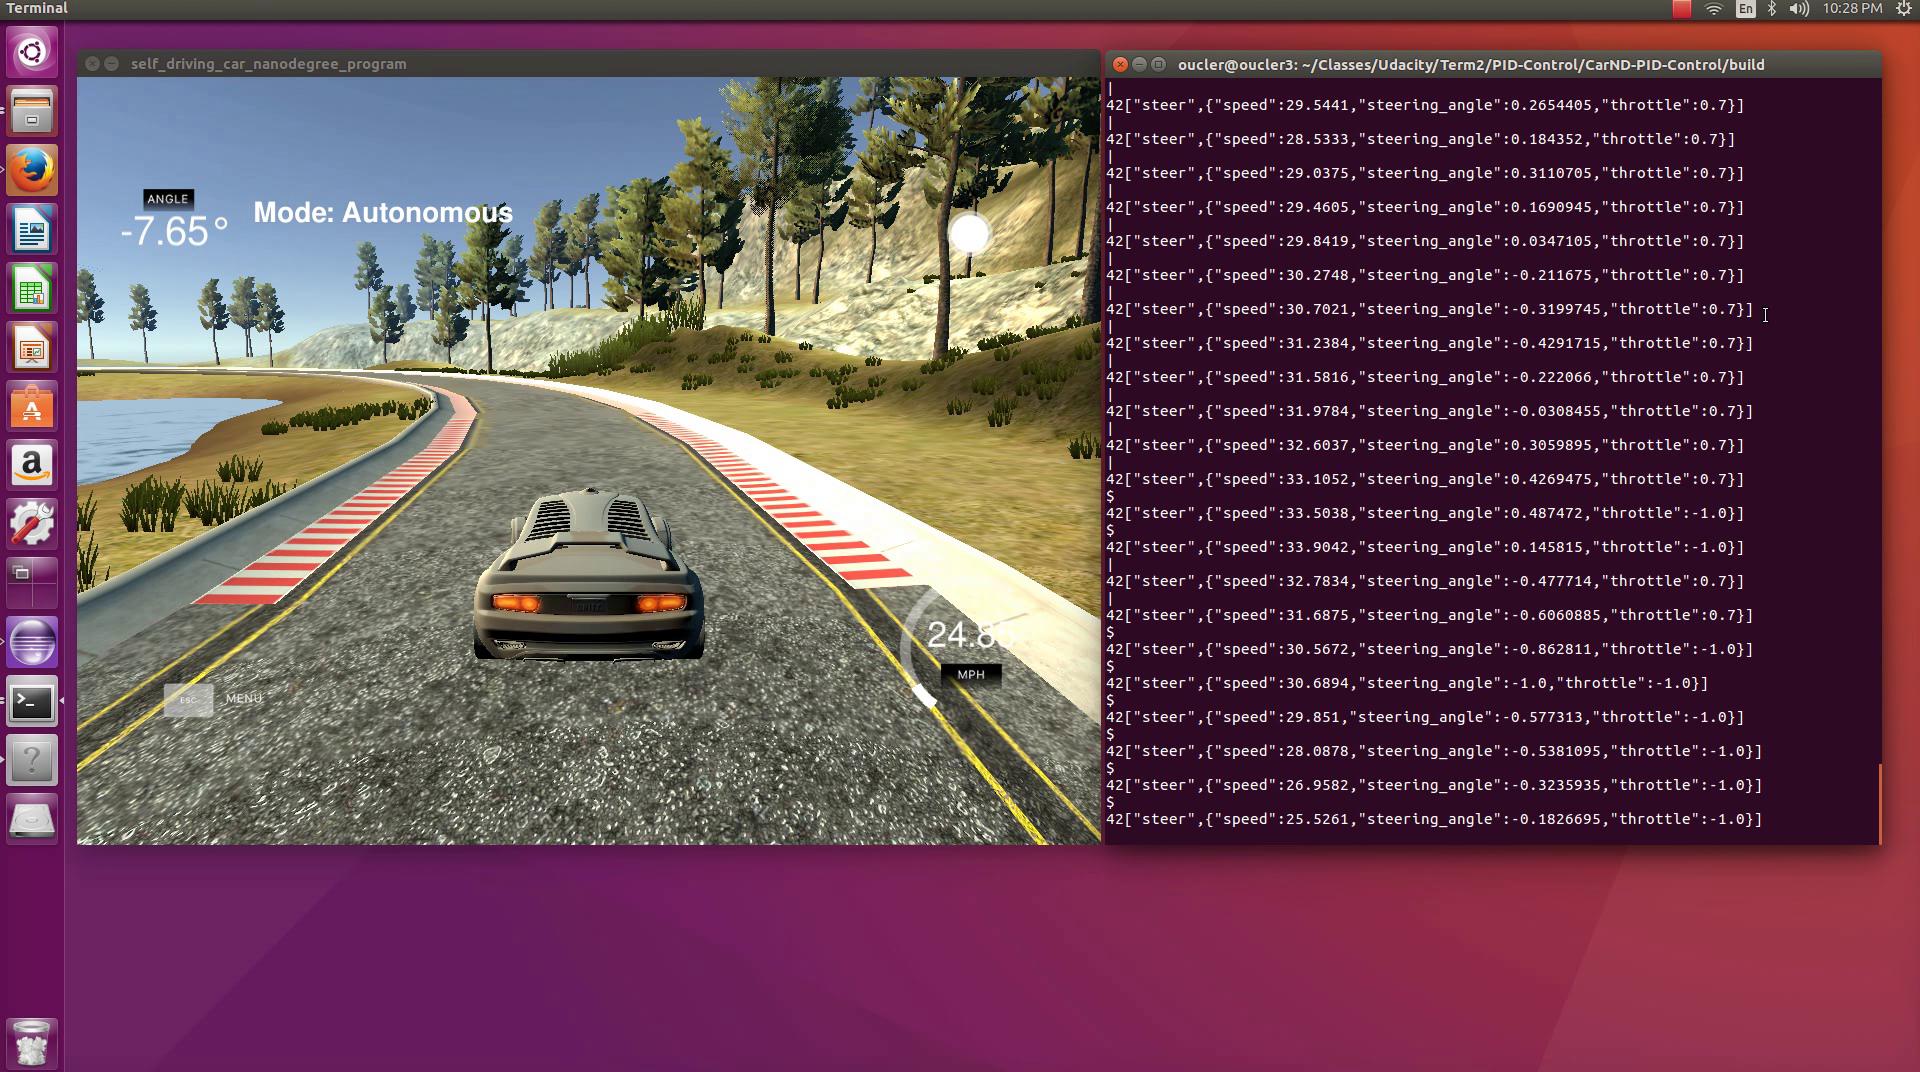 Terminal
En
10:28 PM
self_driving_car_nanodegree_program
ANGLE
-7.65°
Mode: Autonomous
MPH
ESC
MENU
oucler@oucler3: ~/Classes/Udacity/Term2/PID-Control/CarND-PID-Control/build
|
42["steer",{"speed":29.5441,"steering_angle":0.2654405,"throttle":0.7}]
|
42["steer",{"speed":28.5333,"steering_angle":0.184352,"throttle":0.7}]
|
42["steer",{"speed":29.0375,"steering_angle":0.3110705,"throttle":0.7}]
|
42["steer",{"speed":29.4605,"steering_angle":0.1690945,"throttle":0.7}]
|
42["steer",{"speed":29.8419,"steering_angle":0.0347105,"throttle":0.7}]
|
42["steer",{"speed":30.2748,"steering_angle":-0.211675,"throttle":0.7}]
|
42["steer",{"speed":30.7021,"steering_angle":-0.3199745,"throttle":0.7}]
|
42["steer",{"speed":31.2384,"steering_angle":-0.4291715,"throttle":0.7}]
|
42["steer",{"speed":31.5816,"steering_angle":-0.222066,"throttle":0.7}]
|
42["steer",{"speed":31.9784,"steering_angle":-0.0308455,"throttle":0.7}]
|
42["steer",{"speed":32.6037,"steering_angle":0.3059895,"throttle":0.7}]
|
42["steer",{"speed":33.1052,"steering_angle":0.4269475,"throttle":0.7}]
$
42["steer",{"speed":33.5038,"steering_angle":0.487472,"throttle":-1.0}]
$
42["steer",{"speed":33.9042,"steering_angle":0.145815,"throttle":-1.0}]
|
42["steer",{"speed":32.7834,"steering_angle":-0.477714,"throttle":0.7}]
|
42["steer",{"speed":31.6875,"steering_angle":-0.6060885,"throttle":0.7}]
$
42["steer",{"speed":30.5672,"steering_angle":-0.862811,"throttle":-1.0}]
$
42["steer",{"speed":30.6894,"steering_angle":-1.0,"throttle":-1.0}]
$
42["steer",{"speed":29.851,"steering_angle":-0.577313,"throttle":-1.0}]
$
42["steer",{"speed":28.0878,"steering_angle":-0.5381095,"throttle":-1.0}]
$
42["steer",{"speed":26.9582,"steering_angle":-0.3235935,"throttle":-1.0}]
$
42["steer",{"speed":25.5261,"steering_angle":-0.1826695,"throttle":-1.0}]